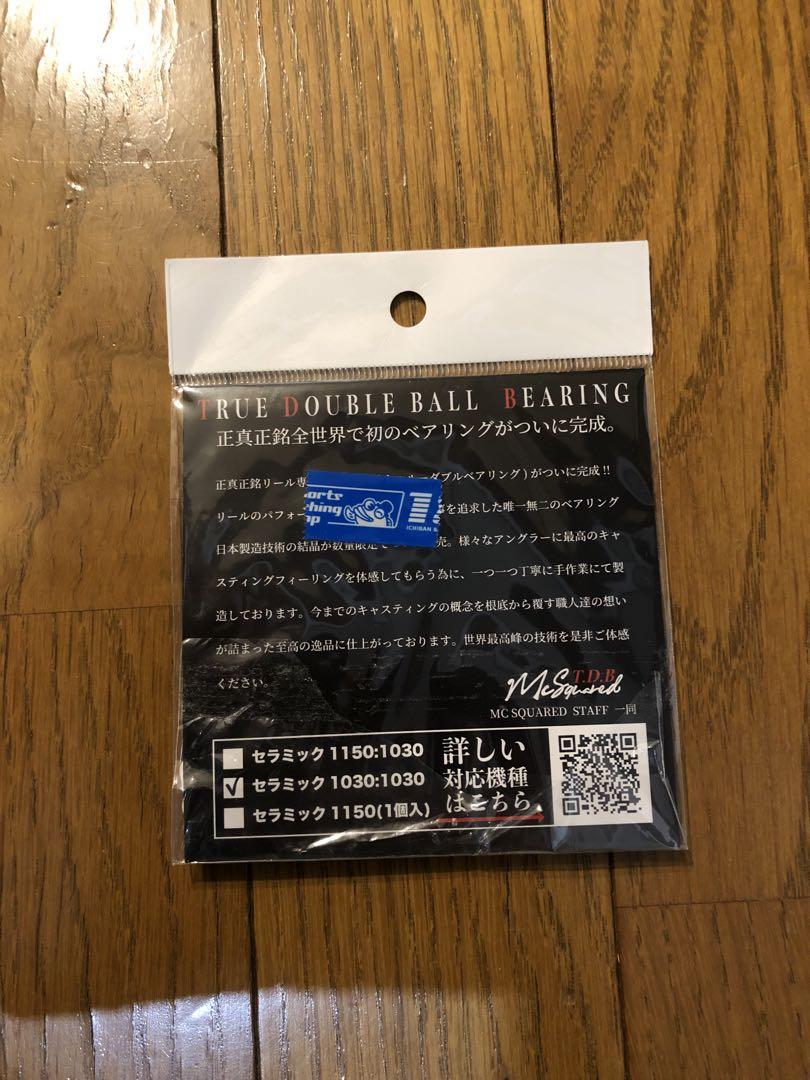 TRUE DOUBLE BALL BEARING
正真正銘全世界で初のベアリングがついに完成。
正真正銘リール専 ダブルベアリング)がついに完成!!
リールのパフォー を追求した唯一無二のベアリング
日本製造技術の結晶が数量限定で 売。様々なアングラーに最高のキャ
スティングフィーリングを体感してもらう為に、一つ一つ丁寧に手作業にて製
造しております。今までのキャスティングの概念を根底から覆す職人達の想い
が詰まった至高の逸品に仕上がっております。世界最高峰の技術を是非ご体感
ください。
orts
hing
op
ICHIBAN
T.D.B
McSquared
MC SQUARED STAFF 一同
セラミック 1150:1030
セラミック 1030:1030
セラミック 1150(1個入)
詳しい
対応機種
はこちら